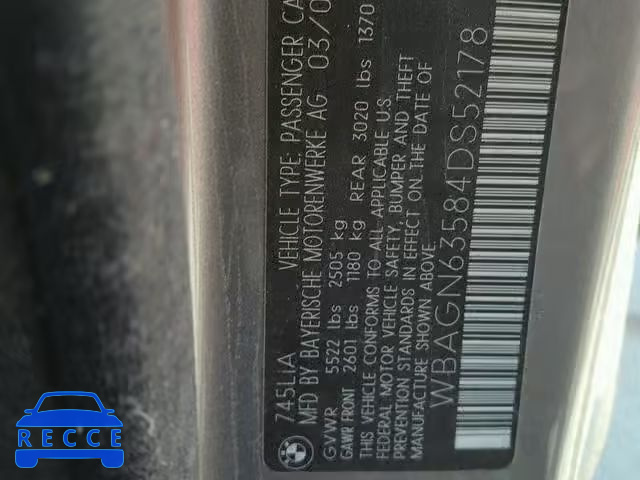 745LiA VEHICLE TYPE: PASSENGER CA
MFD BY BAYERISCHE MOTORENWERKE AG 03/0
GVWR 5522 lbs 2505 kg
GAWR FRONT 2601 lbs 1180 kg REAR 3020 lbs 1370
THIS VEHICLE CONFORMS TO ALL APPLICABLE U.S.
FEDERAL MOTOR VEHICLE SAFETY, BUMPER AND THEFT
PREVENTION STANDARDS IN EFFECT ON THE DATE OF
MANUFACTURE SHOWN ABOVE.
WBAGN63584DS52178
BMW
RECCE